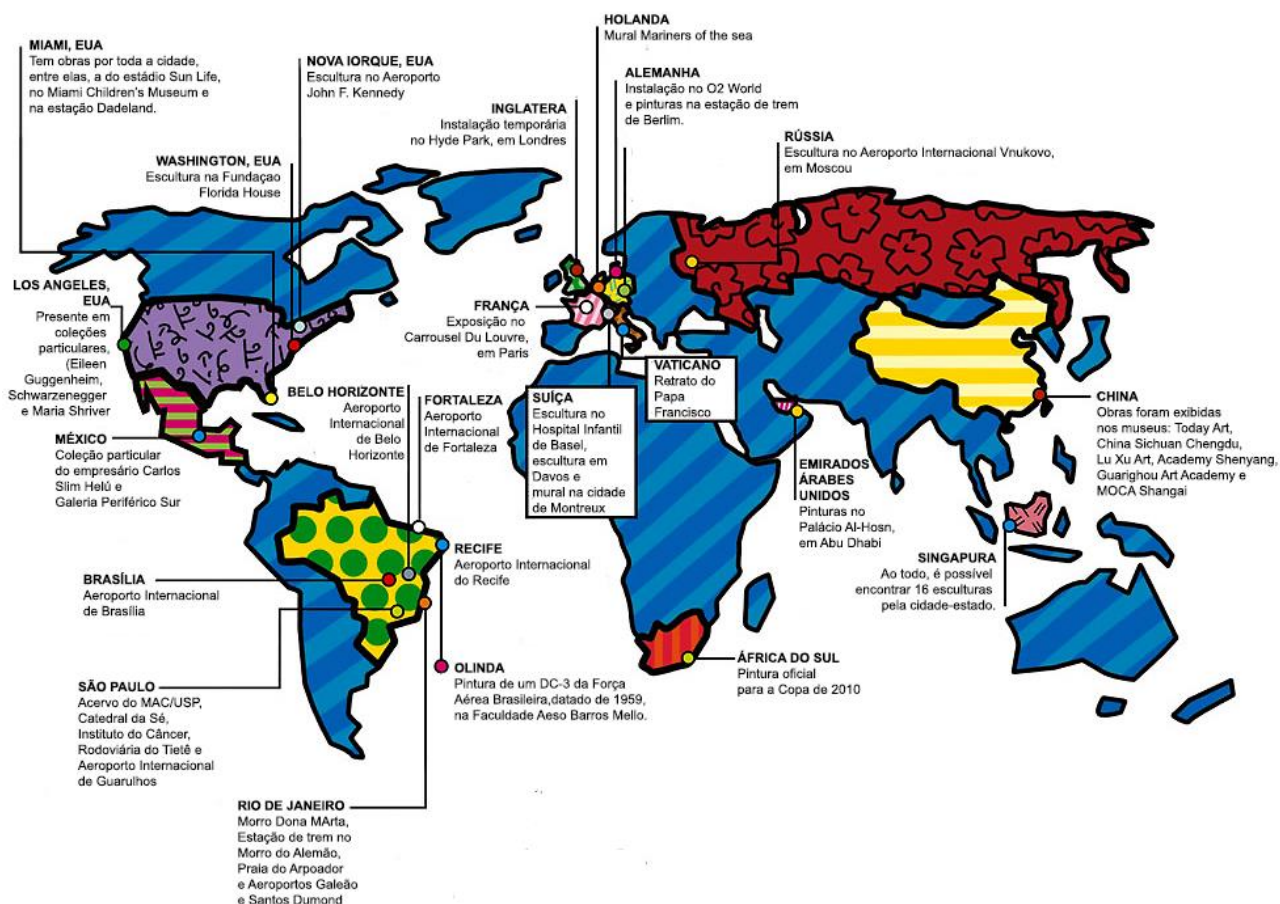 MIAMI, EUA
Tem obras por toda a cidade,
entre elas, a do estádio Sun Life,
no Miami Children's Museum e
na estação Dadeland.
NOVA IORQUE, EUA
Escultura no Aeroporto
John F. Kennedy
WASHINGTON, EUA
Escultura na Fundaçao
Florida House
LOS ANGELES,
EUA
Presente em
coleções
particulares,
(Eileen
Guggenheim,
Schwarzenegger
e Maria Shriver
MÉXICO
Coleção particular
do empresário Carlos
Slim Helú e
Galeria Periférico Sur
HOLANDA
Mural Mariners of the sea
ALEMANHA
Instalação no O2 World
e pinturas na estação de trem
de Berlim.
INGLATERA
Instalação temporária
no Hyde Park, em Londres
RÚSSIA
Escultura no Aeroporto Internacional Vnukovo,
em Moscou
FRANÇA
Exposição no
Carrousel Du Louvre,
em Paris
VATICANO
Retrato do
Papa
Francisco
SUÍÇA
Escultura no
Hospital Infantil
de Basel,
escultura em
Davos e
mural na cidade
de Montreux
BELO HORIZONTE
Aeroporto
Internacional
de Belo
Horizonte
FORTALEZA
Aeroporto
Internacional
de Fortaleza
EMIRADOS
ÁRABES
UNIDOS
Pinturas no
Palácio Al-Hosn,
em Abu Dhabi
CHINA
Obras foram exibidas
nos museus: Today Art,
China Sichuan Chengdu,
Lu Xu Art, Academy Shenyang,
Guarighou Art Academy e
MOCA Shangai
SINGAPURA
Ao todo, é possível
encontrar 16 esculturas
pela cidade-estado.
RECIFE
Aeroporto Internacional
do Recife
BRASÍLIA
Aeroporto Internacional
de Brasília
OLINDA
Pintura de um DC-3 da Força
Aérea Brasileira,datado de 1959,
na Faculdade Aeso Barros Mello.
ÁFRICA DO SUL
Pintura oficial
para a Copa de 2010
SÃO PAULO
Acervo do MAC/USP,
Catedral da Sé,
Instituto do Câncer,
Rodoviária do Tietê e
Aeroporto Internacional
de Guarulhos
RIO DE JANEIRO
Morro Dona MArta,
Estação de trem no
Morro do Alemão,
Praia do Arpoador
e Aeroportos Galeão
e Santos Dumond